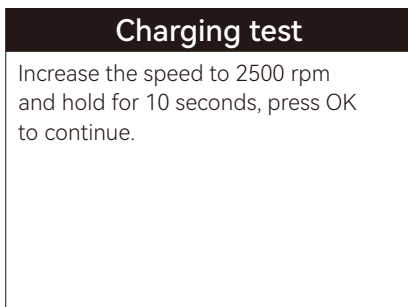 Charging test
Increase the speed to 2500 rpm
and hold for 10 seconds, press OK
to continue.